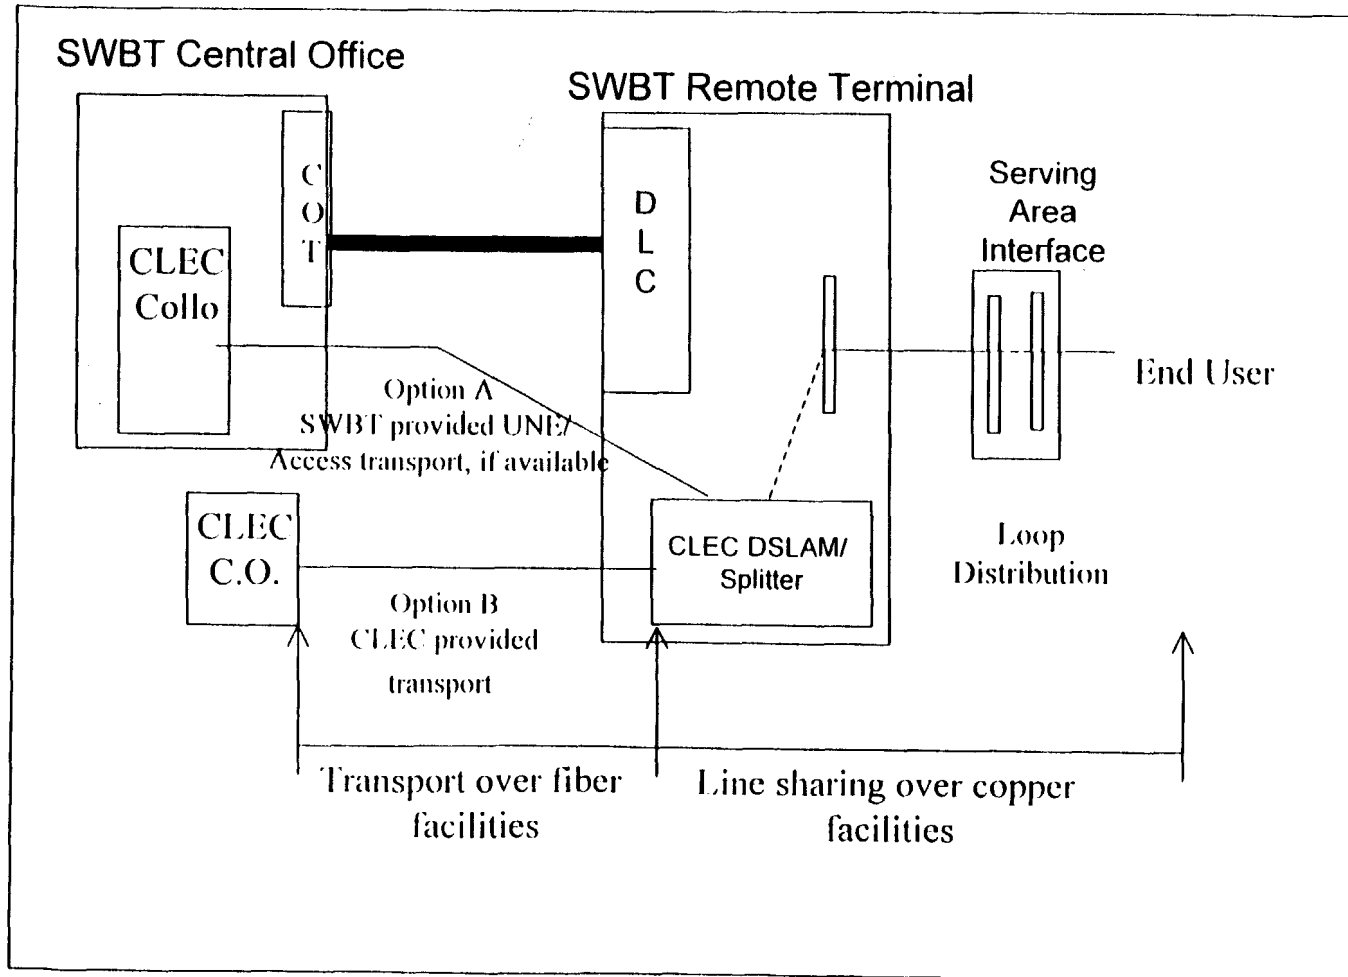 SWBT Central Office
SWBT Remote Terminal
C
O
T
D
L
C
Serving
Area
Interface
CLEC
Collo
End User
Option A
SWBT provided UNE/
Access transport, if available
CLEC
C.O.
CLEC DSLAM/
Splitter
Loop
Distribution
Option B
CLEC provided
transport
Transport over fiber
facilities
Line sharing over copper
facilities